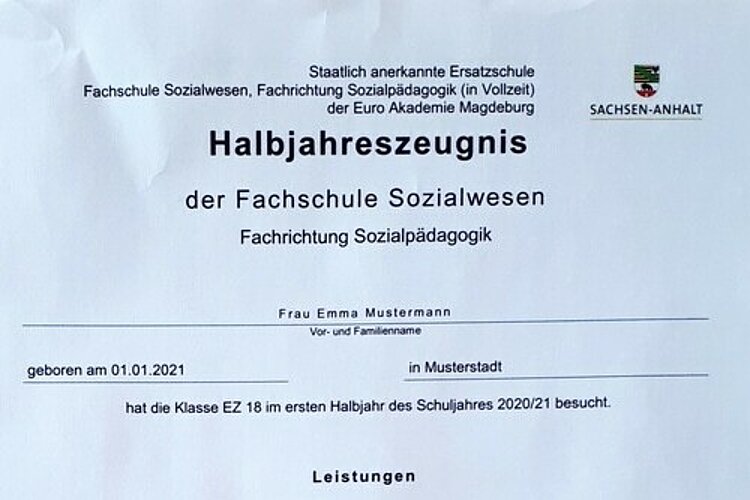 Staatlich anerkannte Ersatzschule
Fachschule Sozialwesen, Fachrichtung Sozialpädagogik (in Vollzeit)
der Euro Akademie Magdeburg
SACHSEN-ANHALT
Halbjahreszeugnis
der Fachschule Sozialwesen
Fachrichtung Sozialpädagogik
Frau Emma Mustermann
Vor- und Familienname
geboren am 01.01.2021
in Musterstadt
hat die Klasse EZ 18 im ersten Halbjahr des Schuljahres 2020/21 besucht.
Leistungen